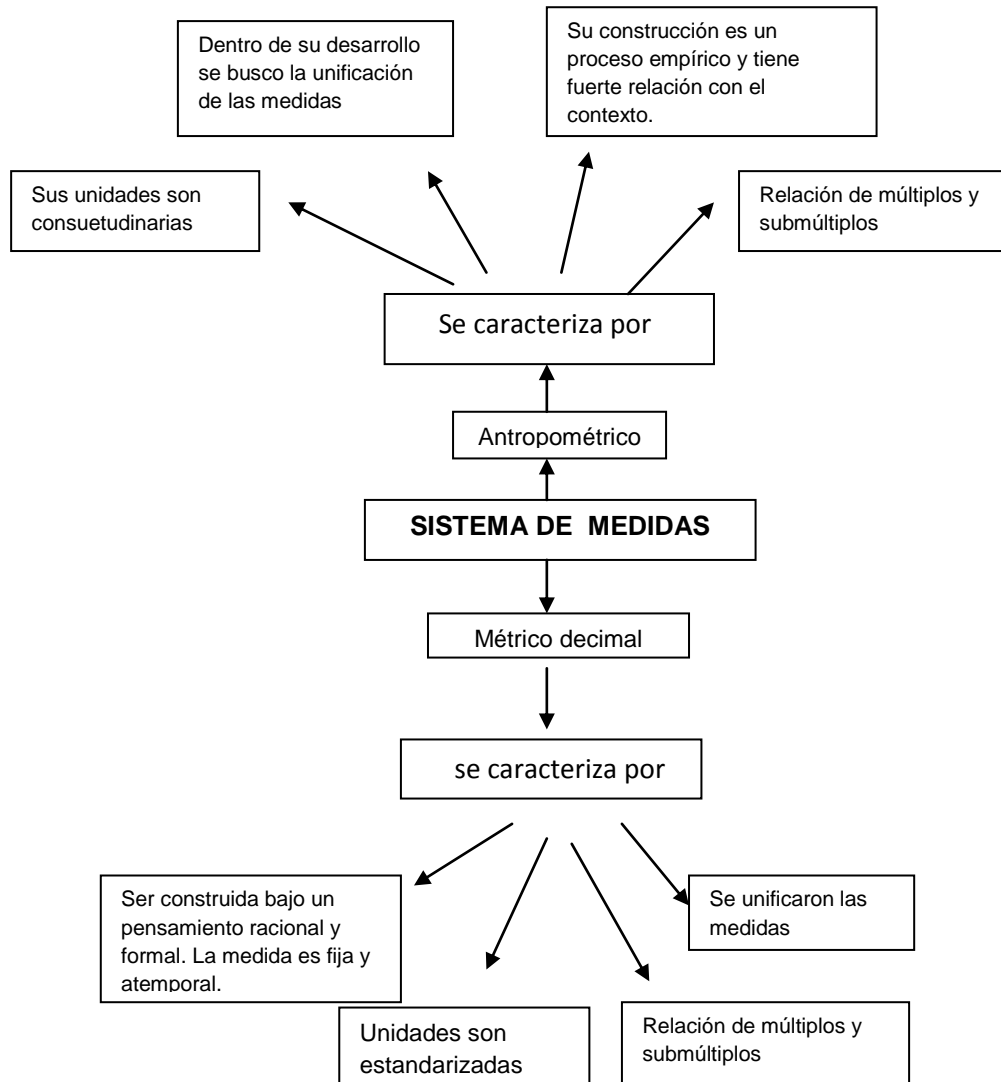 Dentro de su desarrollo
se busco la unificación
de las medidas
Su construcción es un
proceso empírico y tiene
fuerte relación con el
contexto.
Sus unidades son
consuetudinarias
Relación de múltiplos y
submúltiplos
Se caracteriza por
Antropométrico
SISTEMA DE MEDIDAS
Métrico decimal
se caracteriza por
Ser construida bajo un
pensamiento racional y
formal. La medida es fija y
atemporal.
Se unificaron las
medidas
Unidades son
estandarizadas
Relación de múltiplos y
submúltiplos